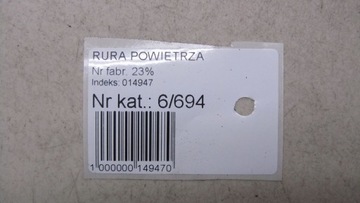 RURA POWIETRZA
Nr fabr. 23%
Indeks: 014947
Nr kat.: 6/694
1 000000 149470